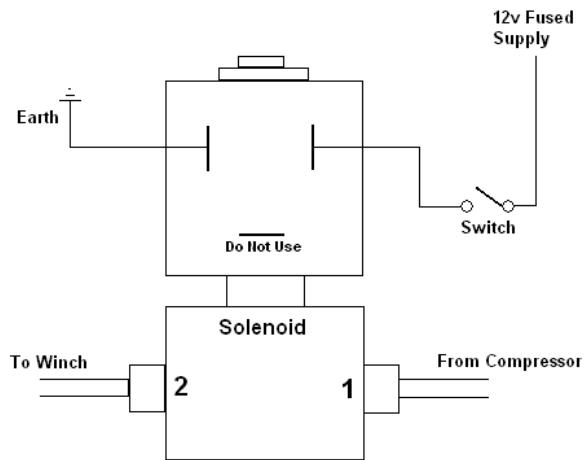 12v Fused
Supply
Earth
Switch
Do Not Use
Solenoid
To Winch
From Compressor
2
1